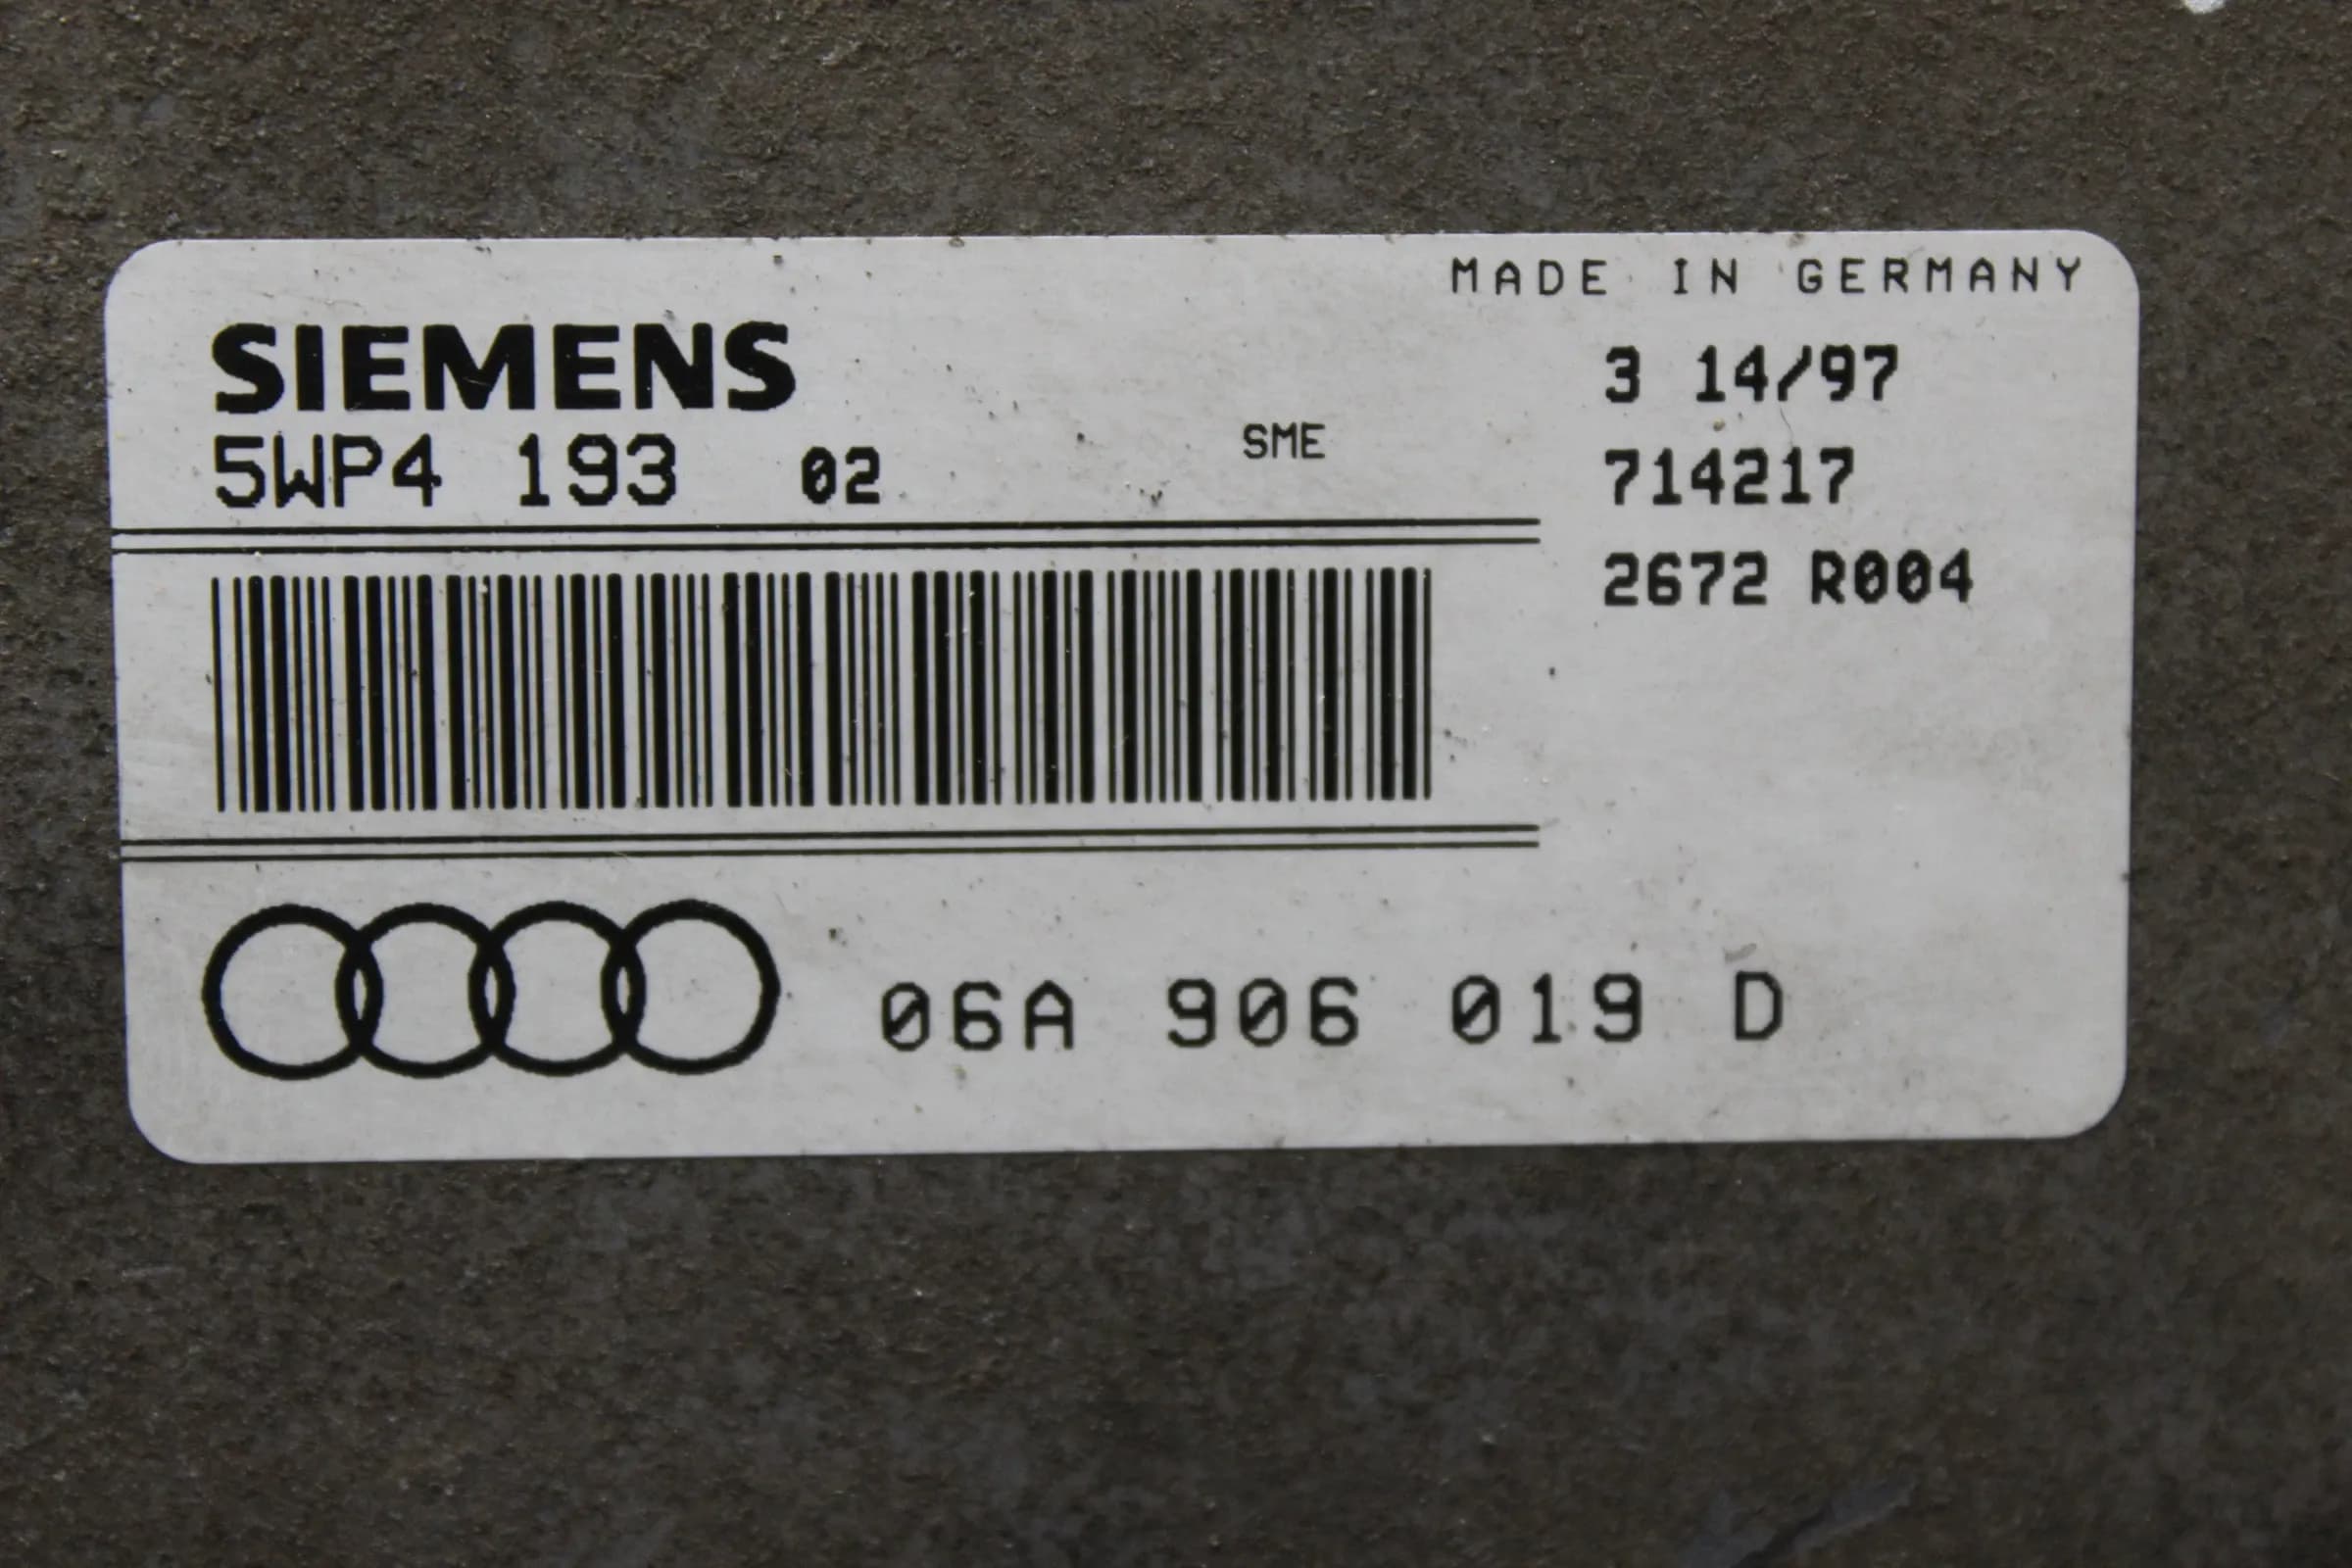 MADE IN GERMANY
SIEMENS
3 14/97
5WP4 193 02
SME
714217
2672 R004
06A 906 019 D